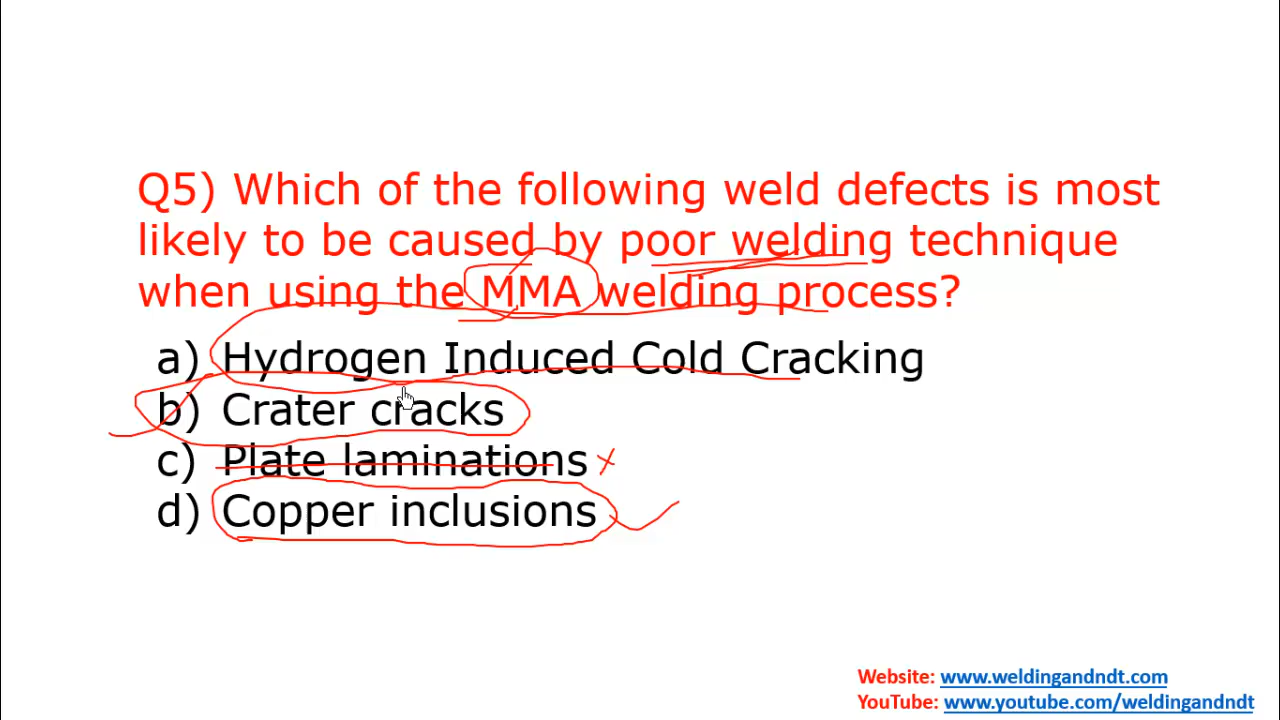 Q5) Which of the following weld defects is most
likely to be caused by poor welding technique
when using the MMA welding process?
a) Hydrogen Induced Cold Cracking
b) Crater cracks
c) Plate laminations
d) Copper inclusions
Website: www.weldingandndt.com
YouTube: www.youtube.com/weldingandndt